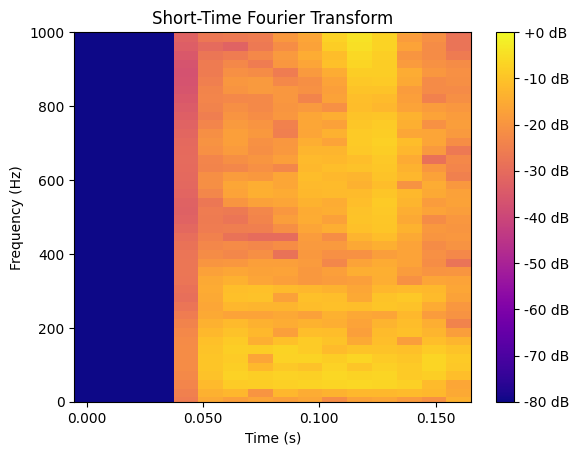 Short-Time Fourier Transform
1000
800
600
400
200
0
Frequency (Hz)
0.000
0.050
0.100
0.150
Time (s)
+0 dB
-10 dB
-20 dB
-30 dB
-40 dB
-50 dB
-60 dB
-70 dB
-80 dB